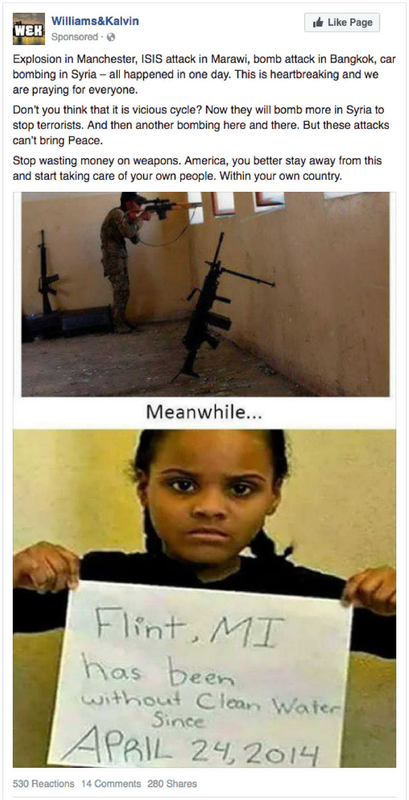 Williams&Kalvin
Sponsored ·
Like Page
W&K
Explosion in Manchester, ISIS attack in Marawi, bomb attack in Bangkok, car
bombing in Syria – all happened in one day. This is heartbreaking and we
are praying for everyone.
Don't you think that it is vicious cycle? Now they will bomb more in Syria to
stop terrorists. And then another bombing here and there. But these attacks
can't bring Peace.
Stop wasting money on weapons. America, you better stay away from this
and start taking care of your own people. Within your own country.
Meanwhile...
Flint, MI
has been
without Clean Water
Since
APRIL 24, 2014
530 Reactions 14 Comments 280 Shares